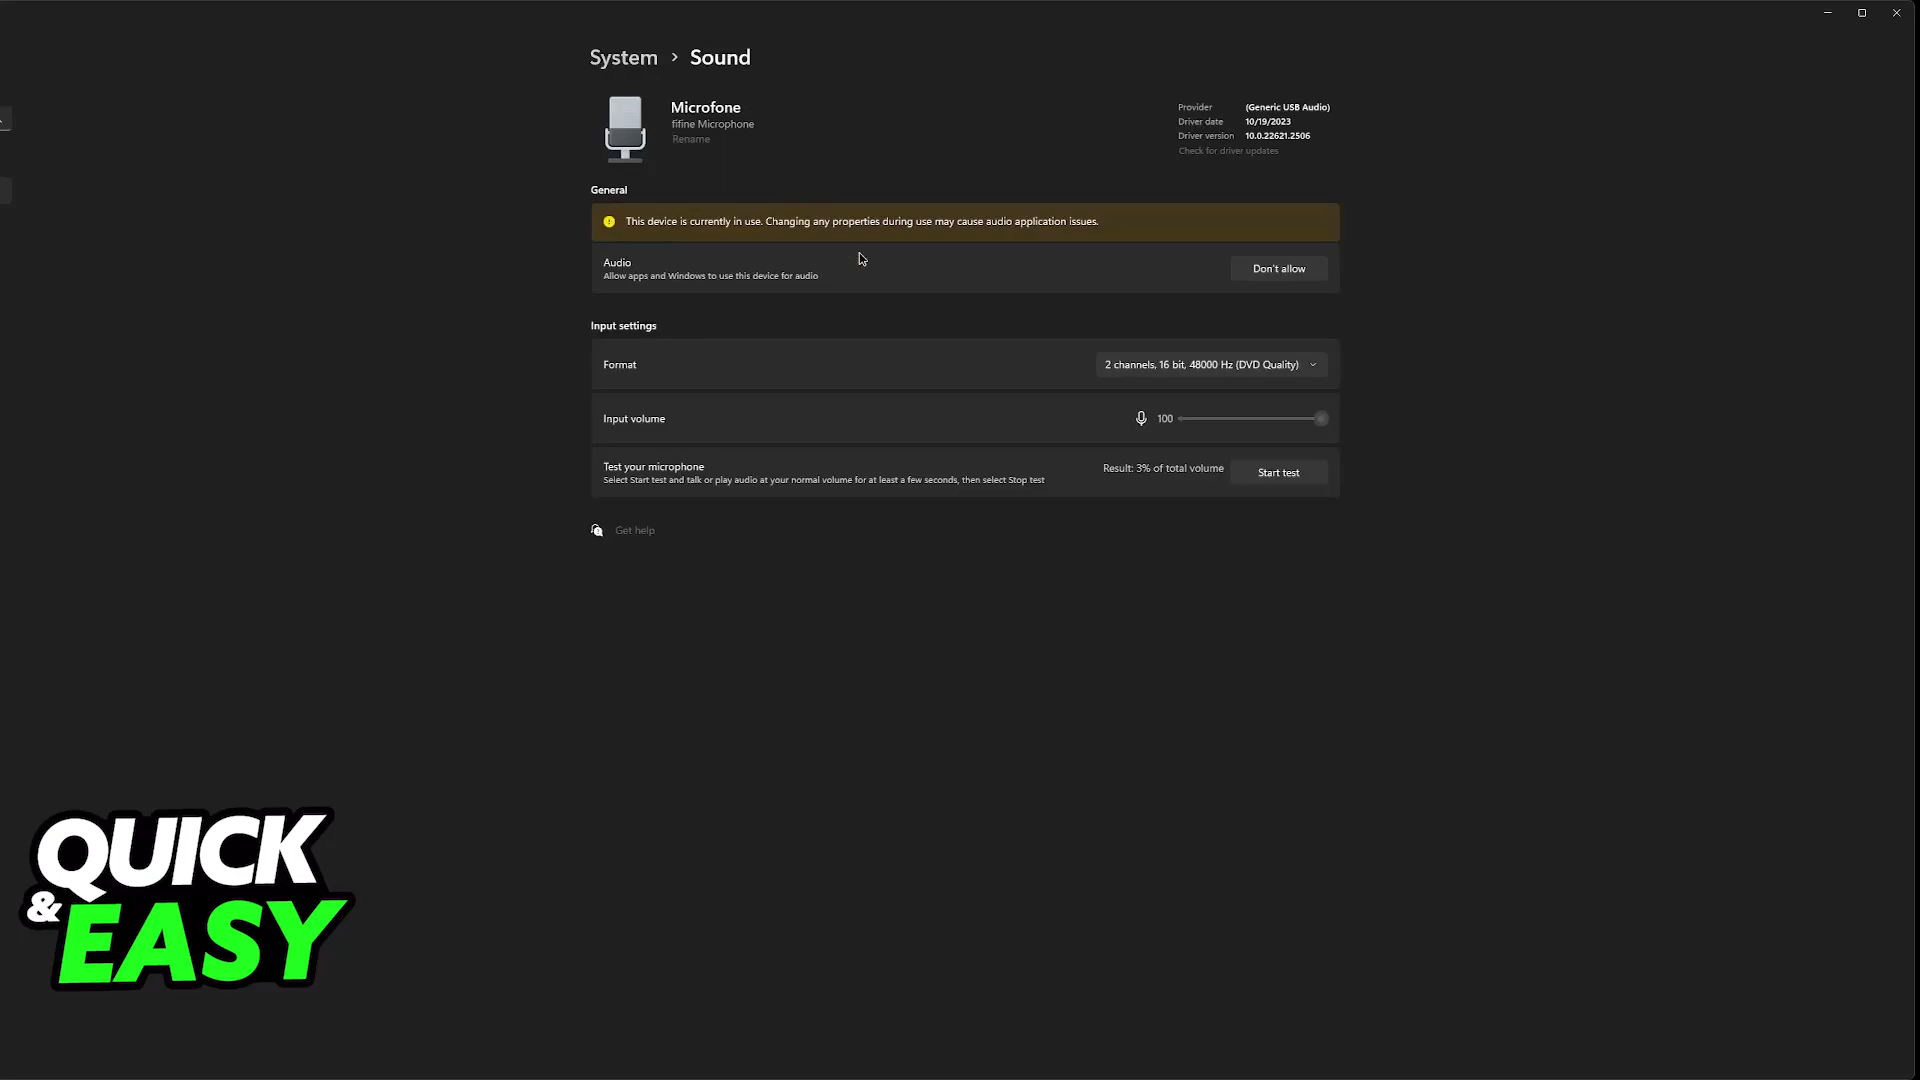 System > Sound
Microfone
fifine Microphone
Rename
Provider (Generic USB Audio)
Driver date 10/19/2023
Driver version 10.0.22621.2506
Check for driver updates
General
This device is currently in use. Changing any properties during use may cause audio application issues.
Audio
Allow apps and Windows to use this device for audio
Don't allow
Input settings
Format
2 channels, 16 bit, 48000 Hz (DVD Quality)
Input volume
100
Test your microphone
Select Start test and talk or play audio at your normal volume for at least a few seconds, then select Stop test
Result: 3% of total volume
Start test
Get help
QUICK
& EASY